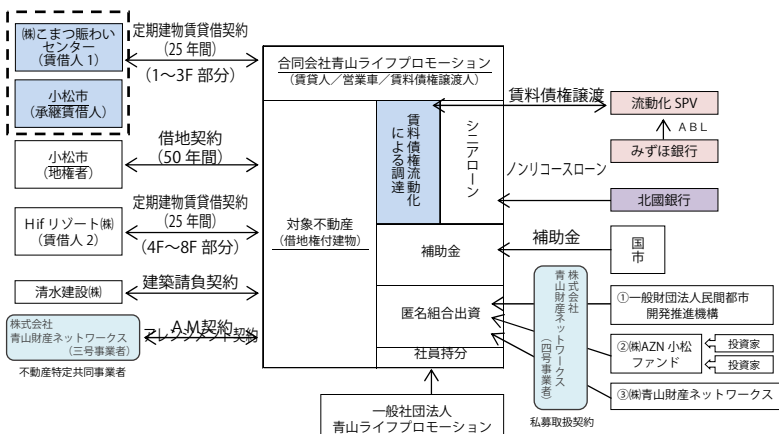 ㈱こまつ賑わい
センター
(賃借人 1)
小松市
(承継賃借人)
定期建物賃貸借契約
(25 年間)
(1～3F 部分)
小松市
(地権者)
借地契約
(50 年間)
Hif リゾート㈱
(賃借人 2)
定期建物賃貸借契約
(25 年間)
(4F～8F 部分)
清水建設㈱
建築請負契約
株式会社
青山財産ネットワークス
(三号事業者)
不動産特定共同事業者
AM契約
アレンジメント契約
合同会社青山ライフプロモーション
(賃貸人／営業車／賃料債権譲渡人)
対象不動産
(借地権付建物)
賃料債権流動化
による調達
シニアローン
補助金
匿名組合出資
社員持分
一般社団法人
青山ライフプロモーション
賃料債権譲渡
流動化 SPV
ABL
みずほ銀行
ノンリコースローン
北國銀行
補助金
国
市
株式会社
青山財産ネットワークス
(四号事業者)
私募取扱契約
①一般財団法人民間都市
開発推進機構
②㈱AZN 小松
ファンド
投資家
投資家
③㈱青山財産ネットワークス